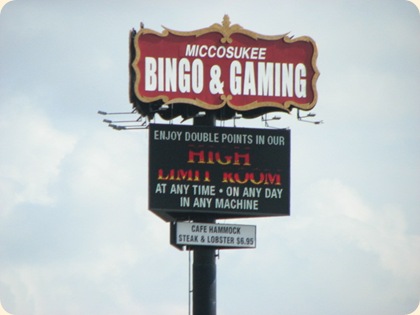 MICCOSUKEE
BINGO & GAMING
ENJOY DOUBLE POINTS IN OUR
HIGH
LIMIT ROOM
AT ANY TIME • ON ANY DAY
IN ANY MACHINE
CAFE HAMMOCK
STEAK & LOBSTER $6.95